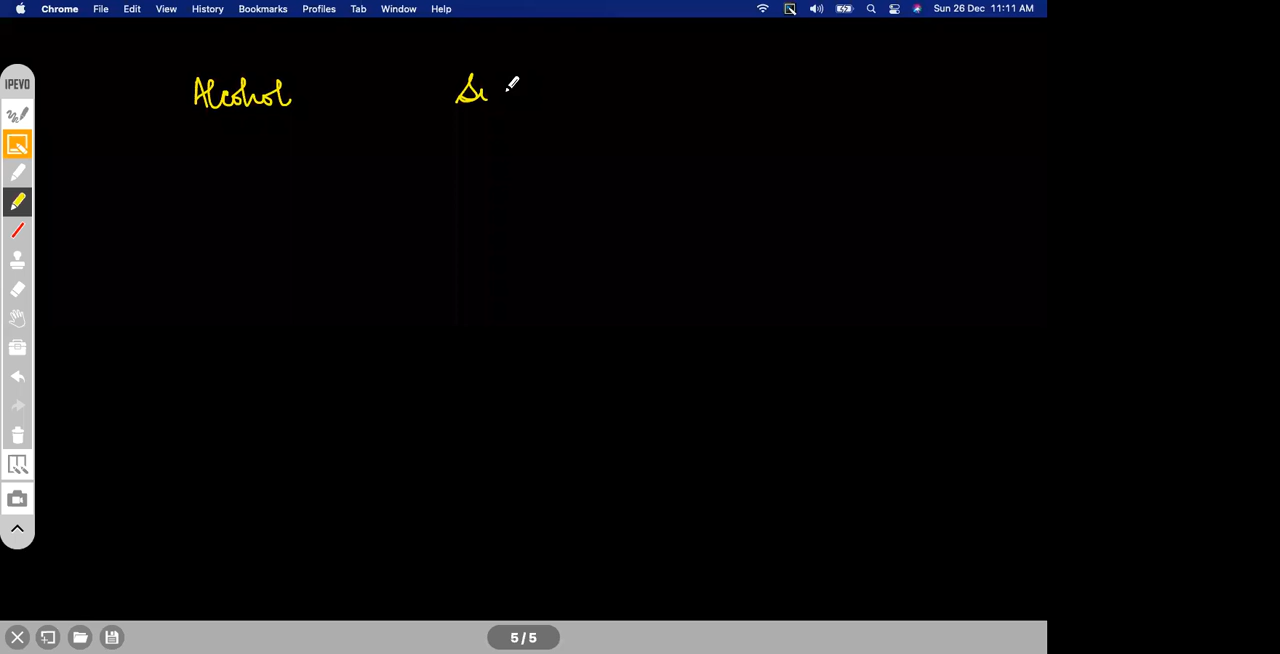 Chrome File Edit View History Bookmarks Profiles Tab Window Help Sun 26 Dec 11:11 AM
IPEVO
Alcohol
5 / 5